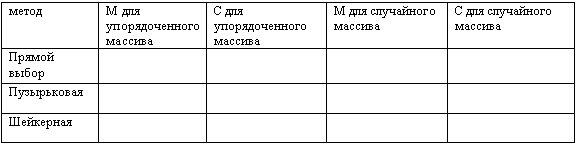 метод
М для
упорядоченного
массива
С для
упорядоченного
массива
М для случайного
массива
С для случайного
массива
Прямой
выбор
Пузырьковая
Шейкерная